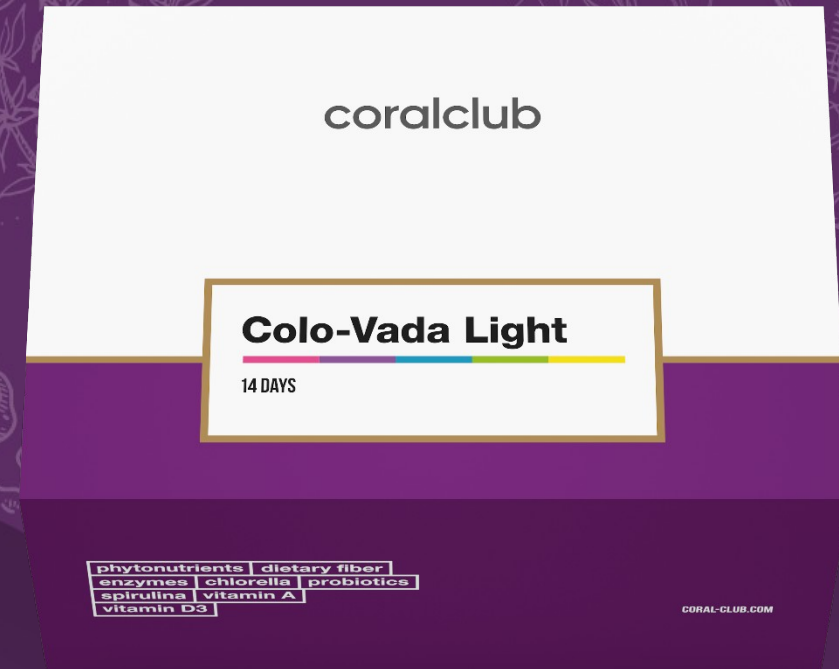 coralclub
Colo-Vada Light
14 DAYS
phytonutrients dietary fiber
enzymes chlorella probiotics
spirulina vitamin A
vitamin D3
CORAL-CLUB.COM